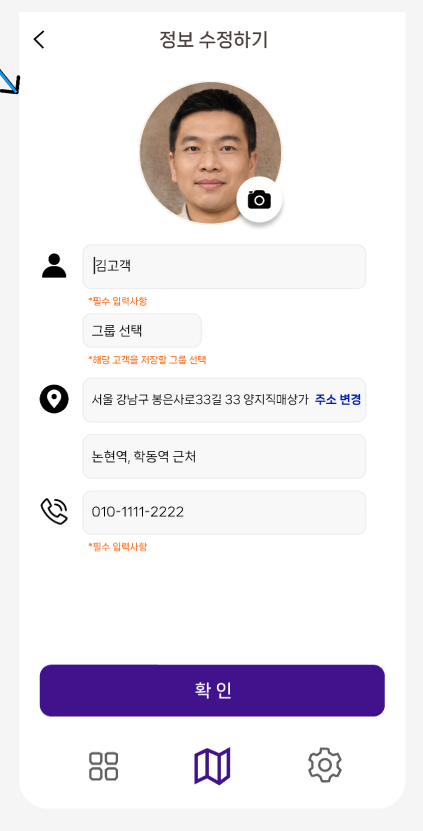 정보 수정하기
김고객
*필수 입력사항
그룹 선택
*해당 고객을 저장할 그룹 선택
서울 강남구 봉은사로33길 33 양지직매상가 주소 변경
논현역, 학동역 근처
010-1111-2222
*필수 입력사항
확 인